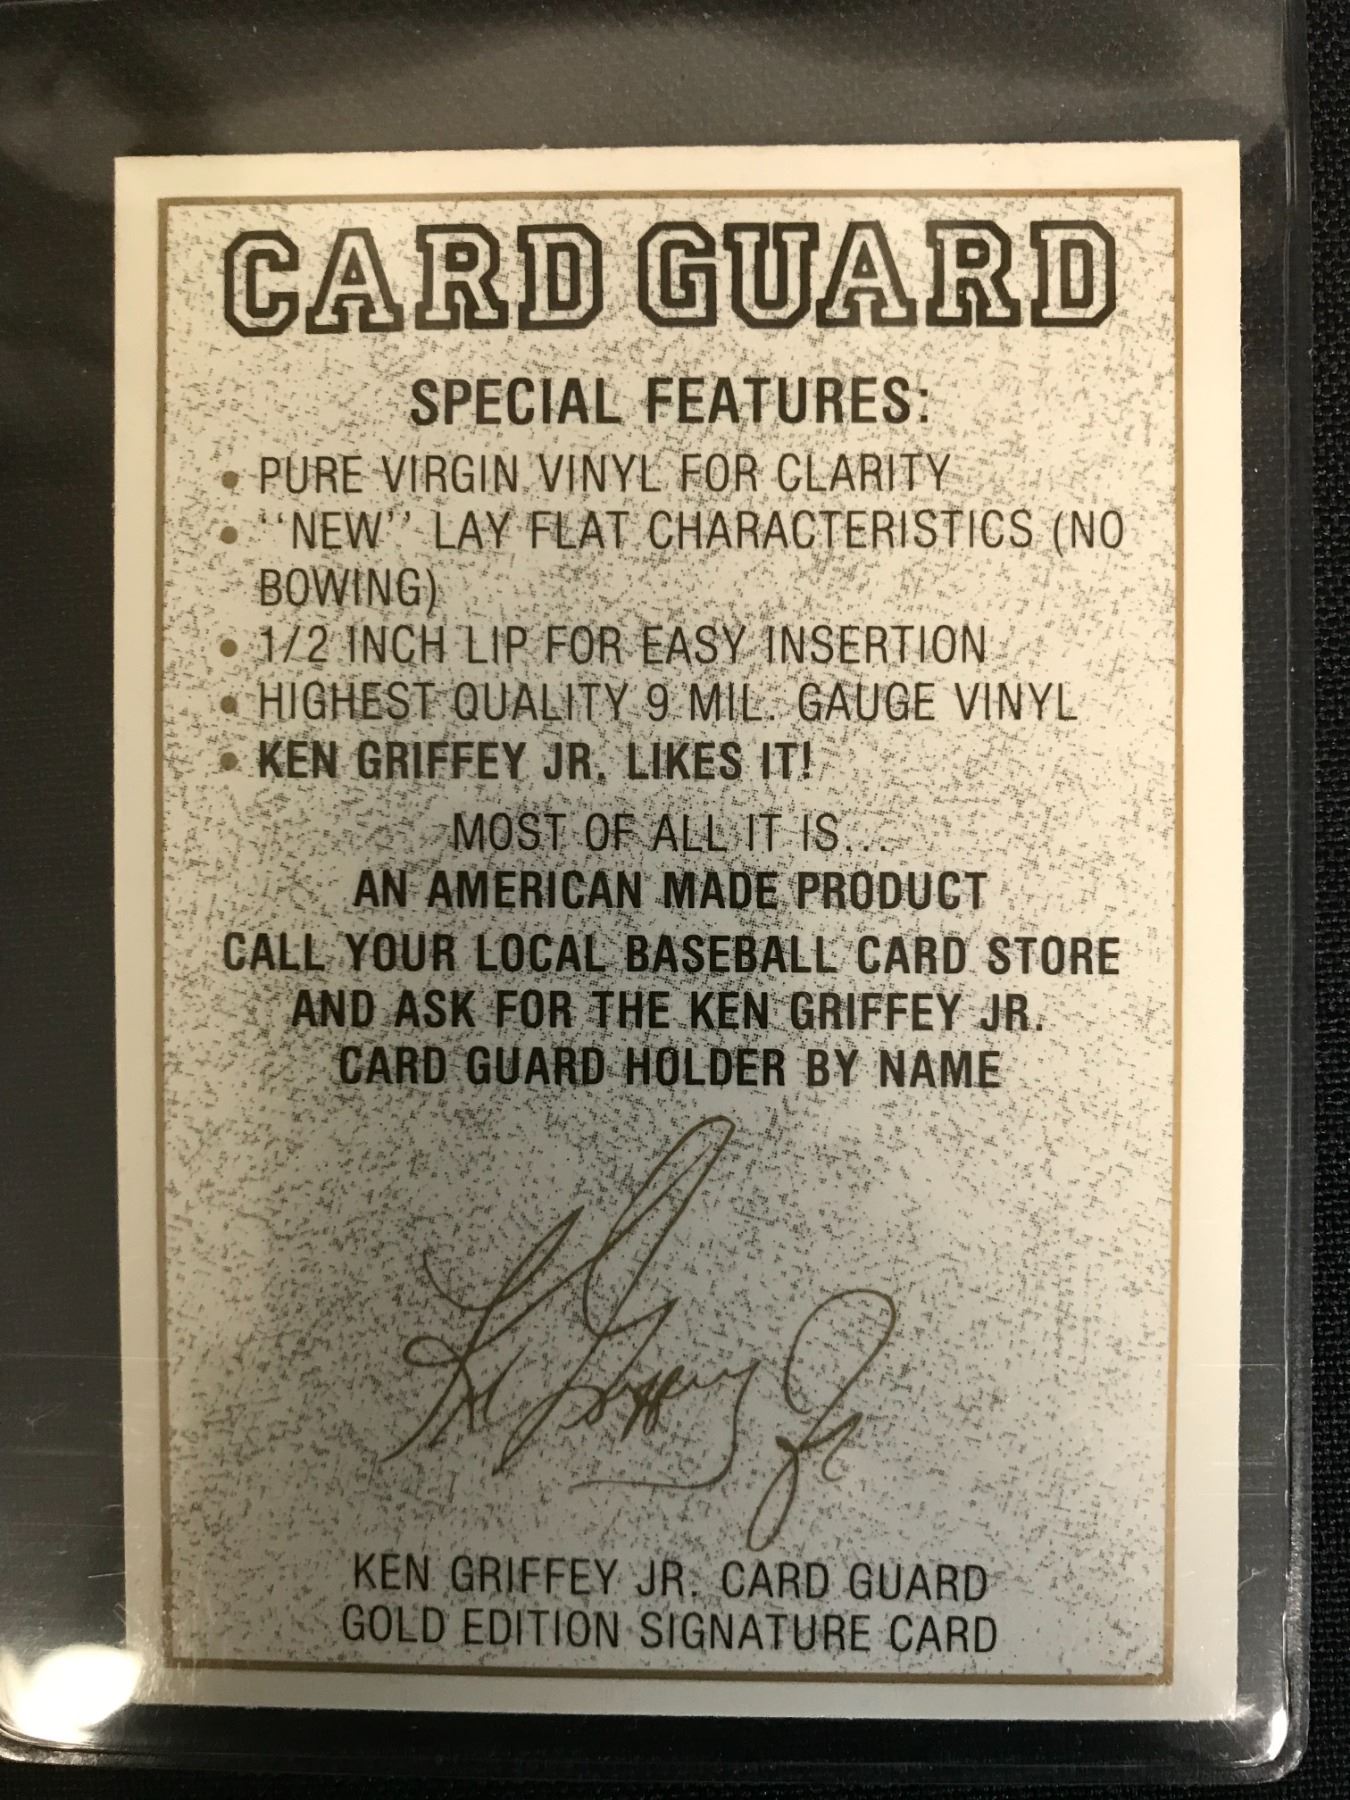 CARD GUARD
SPECIAL FEATURES:
• PURE VIRGIN VINYL FOR CLARITY
• ‘‘NEW’’ LAY FLAT CHARACTERISTICS (NO
BOWING)
• 1/2 INCH LIP FOR EASY INSERTION
• HIGHEST QUALITY 9 MIL. GAUGE VINYL
• KEN GRIFFEY JR. LIKES IT!
MOST OF ALL IT IS...
AN AMERICAN MADE PRODUCT
CALL YOUR LOCAL BASEBALL CARD STORE
AND ASK FOR THE KEN GRIFFEY JR.
CARD GUARD HOLDER BY NAME
Ken Griffey Jr
KEN GRIFFEY JR. CARD GUARD
GOLD EDITION SIGNATURE CARD